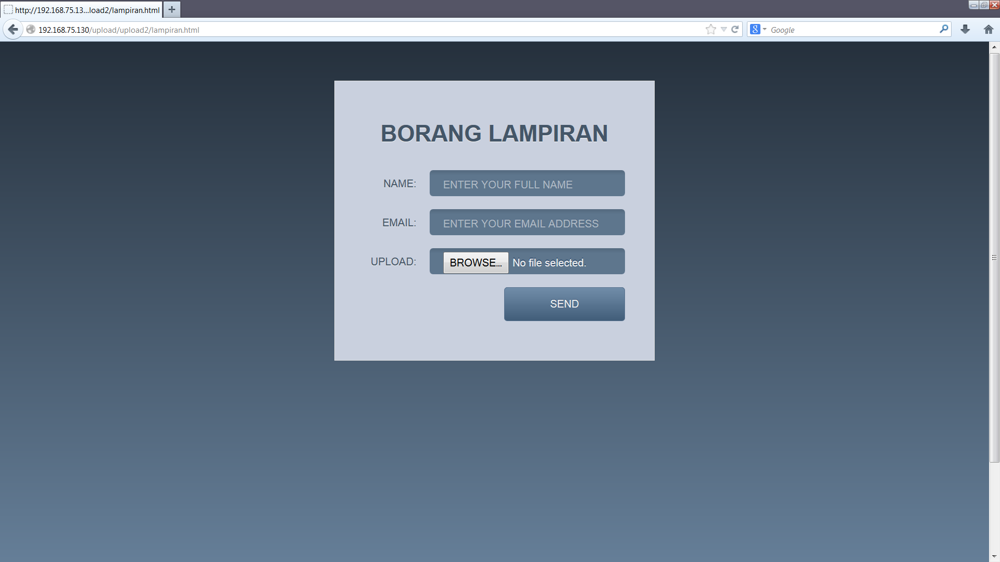 http://192.168.75.13...load2/lampiran.html
192.168.75.130/upload/upload2/lampiran.html
Google
BORANG LAMPIRAN
NAME: ENTER YOUR FULL NAME
EMAIL: ENTER YOUR EMAIL ADDRESS
UPLOAD: BROWSE... No file selected.
SEND